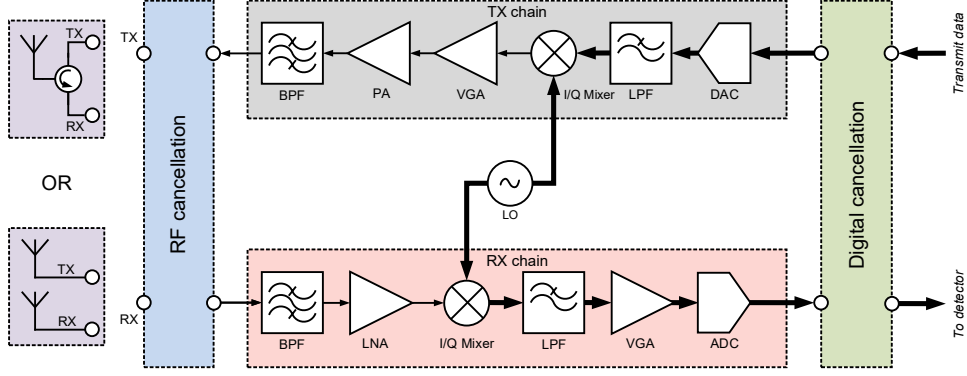 TX chain
TX
RX
OR
TX
RX
TX
RX
RF cancellation
BPF
PA
VGA
I/Q Mixer
LPF
DAC
LO
RX chain
BPF
LNA
I/Q Mixer
LPF
VGA
ADC
Digital cancellation
Transmit data
To detector